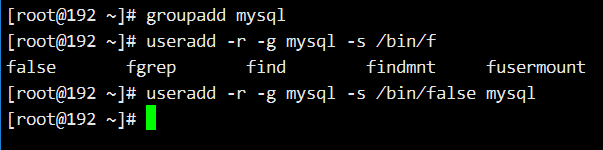 [root@192 ~]# groupadd mysql
[root@192 ~]# useradd -r -g mysql -s /bin/f
false fgrep find findmnt fusermount
[root@192 ~]# useradd -r -g mysql -s /bin/false mysql
[root@192 ~]#